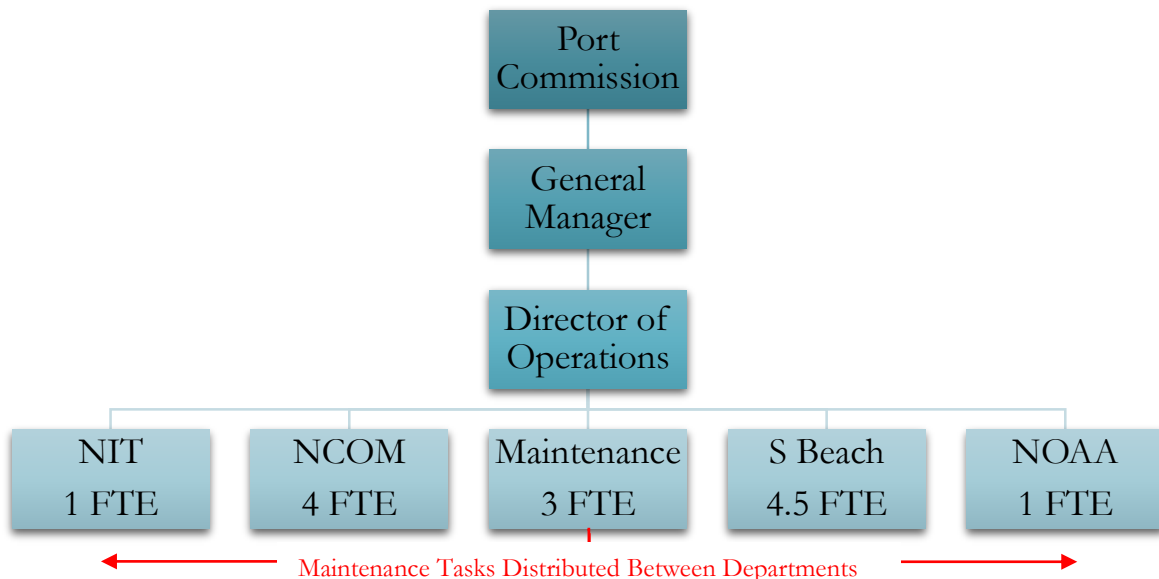 Port
Commission
General
Manager
Director of
Operations
NIT
1 FTE
NCOM
4 FTE
Maintenance
3 FTE
S Beach
4.5 FTE
NOAA
1 FTE
Maintenance Tasks Distributed Between Departments